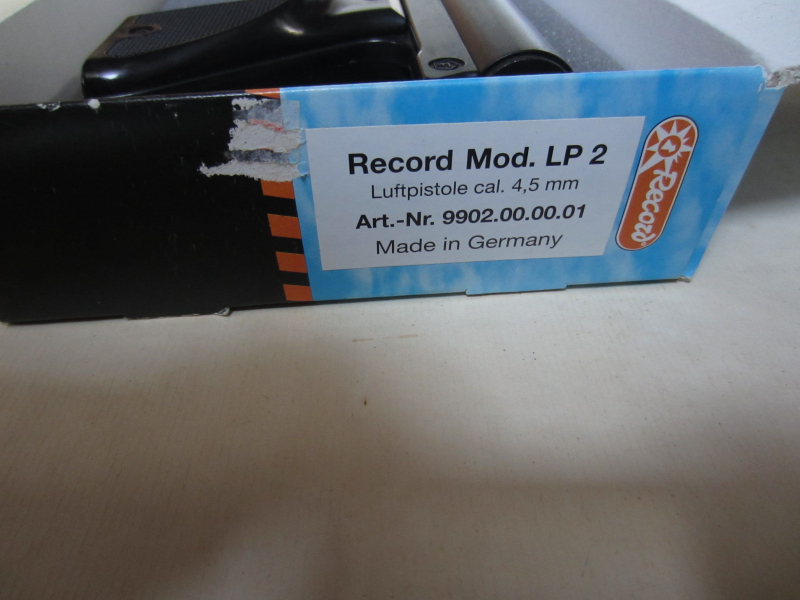 Record Mod. LP 2
Luftpistole cal. 4,5 mm
Art.-Nr. 9902.00.00.01
Made in Germany
Record